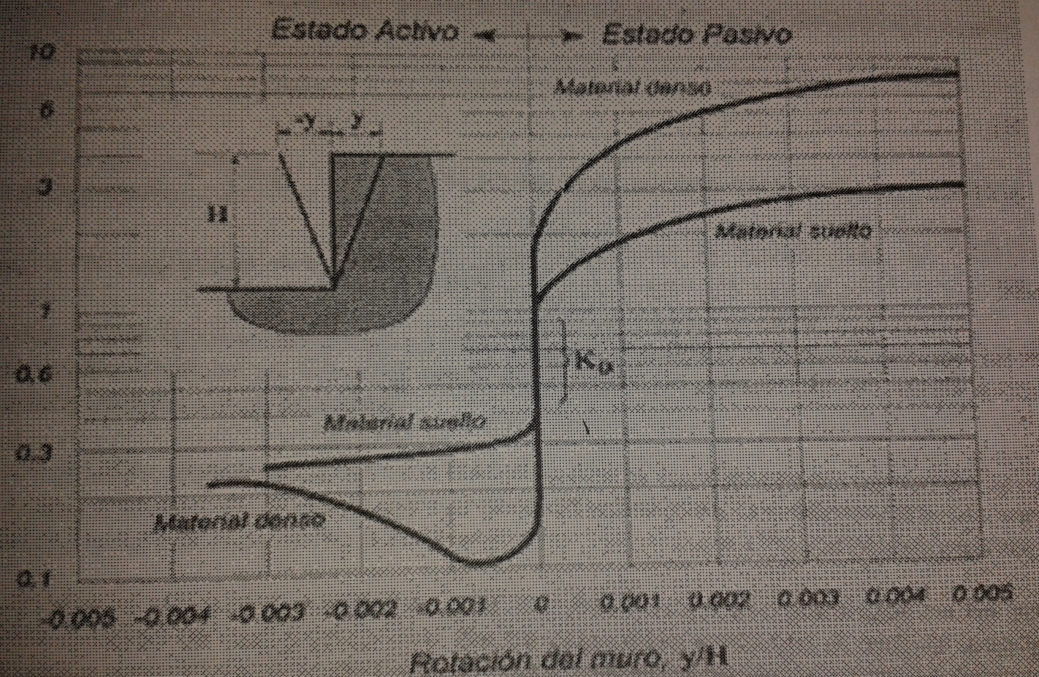 Estado Activo
Estado Pasivo
10
6
3
1
0.6
0.3
0.1
Material denso
-y y
H
Material suelto
K₀
Material suelto
Material denso
-0.005 -0.004 -0.003 -0.002 -0.001 0 0.001 0.002 0.003 0.004 0.005
Rotación del muro, y/H